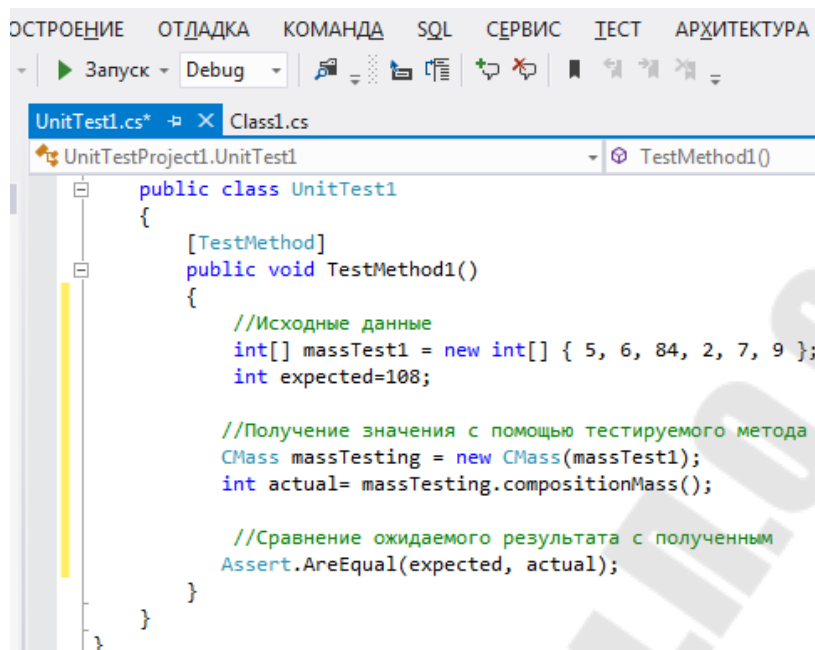 ОСТРОЕНИЕ ОТЛАДКА КОМАНДА SQL СЕРВИС ТЕСТ АРХИТЕКТУРА
Запуск Debug
UnitTest1.cs* Class1.cs
UnitTestProject1.UnitTest1 TestMethod1()
public class UnitTest1
{
[TestMethod]
public void TestMethod1()
{
//Исходные данные
int[] massTest1 = new int[] { 5, 6, 84, 2, 7, 9 };
int expected=108;
//Получение значения с помощью тестируемого метода
CMass massTesting = new CMass(massTest1);
int actual= massTesting.compositionMass();
//Сравнение ожидаемого результата с полученным
Assert.AreEqual(expected, actual);
}
}
}